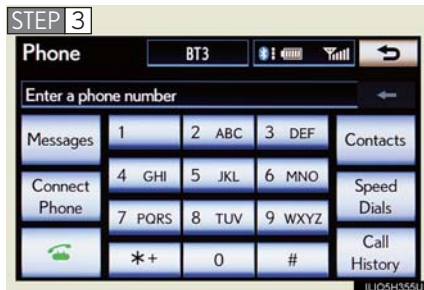 STEP 3
Phone BT3
Enter a phone number
Messages 1 2 ABC 3 DEF Contacts
Connect Phone 4 GHI 5 JKL 6 MNO Speed Dials
7 PQRS 8 TUV 9 WXYZ
*+ 0 # Call History
ILIO5H355U